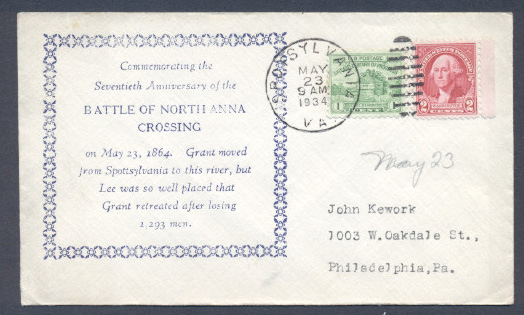 Commemorating the
Seventieth Anniversary of the
BATTLE OF NORTH ANNA
CROSSING
on May 23, 1864. Grant moved
from Spottsylvania to this river, but
Lee was so well placed that
Grant retreated after losing
1,293 men.
SPOTSYLVANIA
MAY
23
9 AM
1934
VA
1
2 2
May 23
John Kework
1003 W.Oakdale St.,
Philadelphia,Pa.